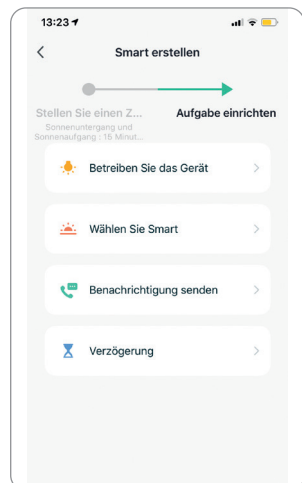 13:23
Smart erstellen
Stellen Sie einen Z... Aufgabe einrichten
Sonnenuntergang und
Sonnenaufgang : 15 Minut...
Betreiben Sie das Gerät
Wählen Sie Smart
Benachrichtigung senden
Verzögerung